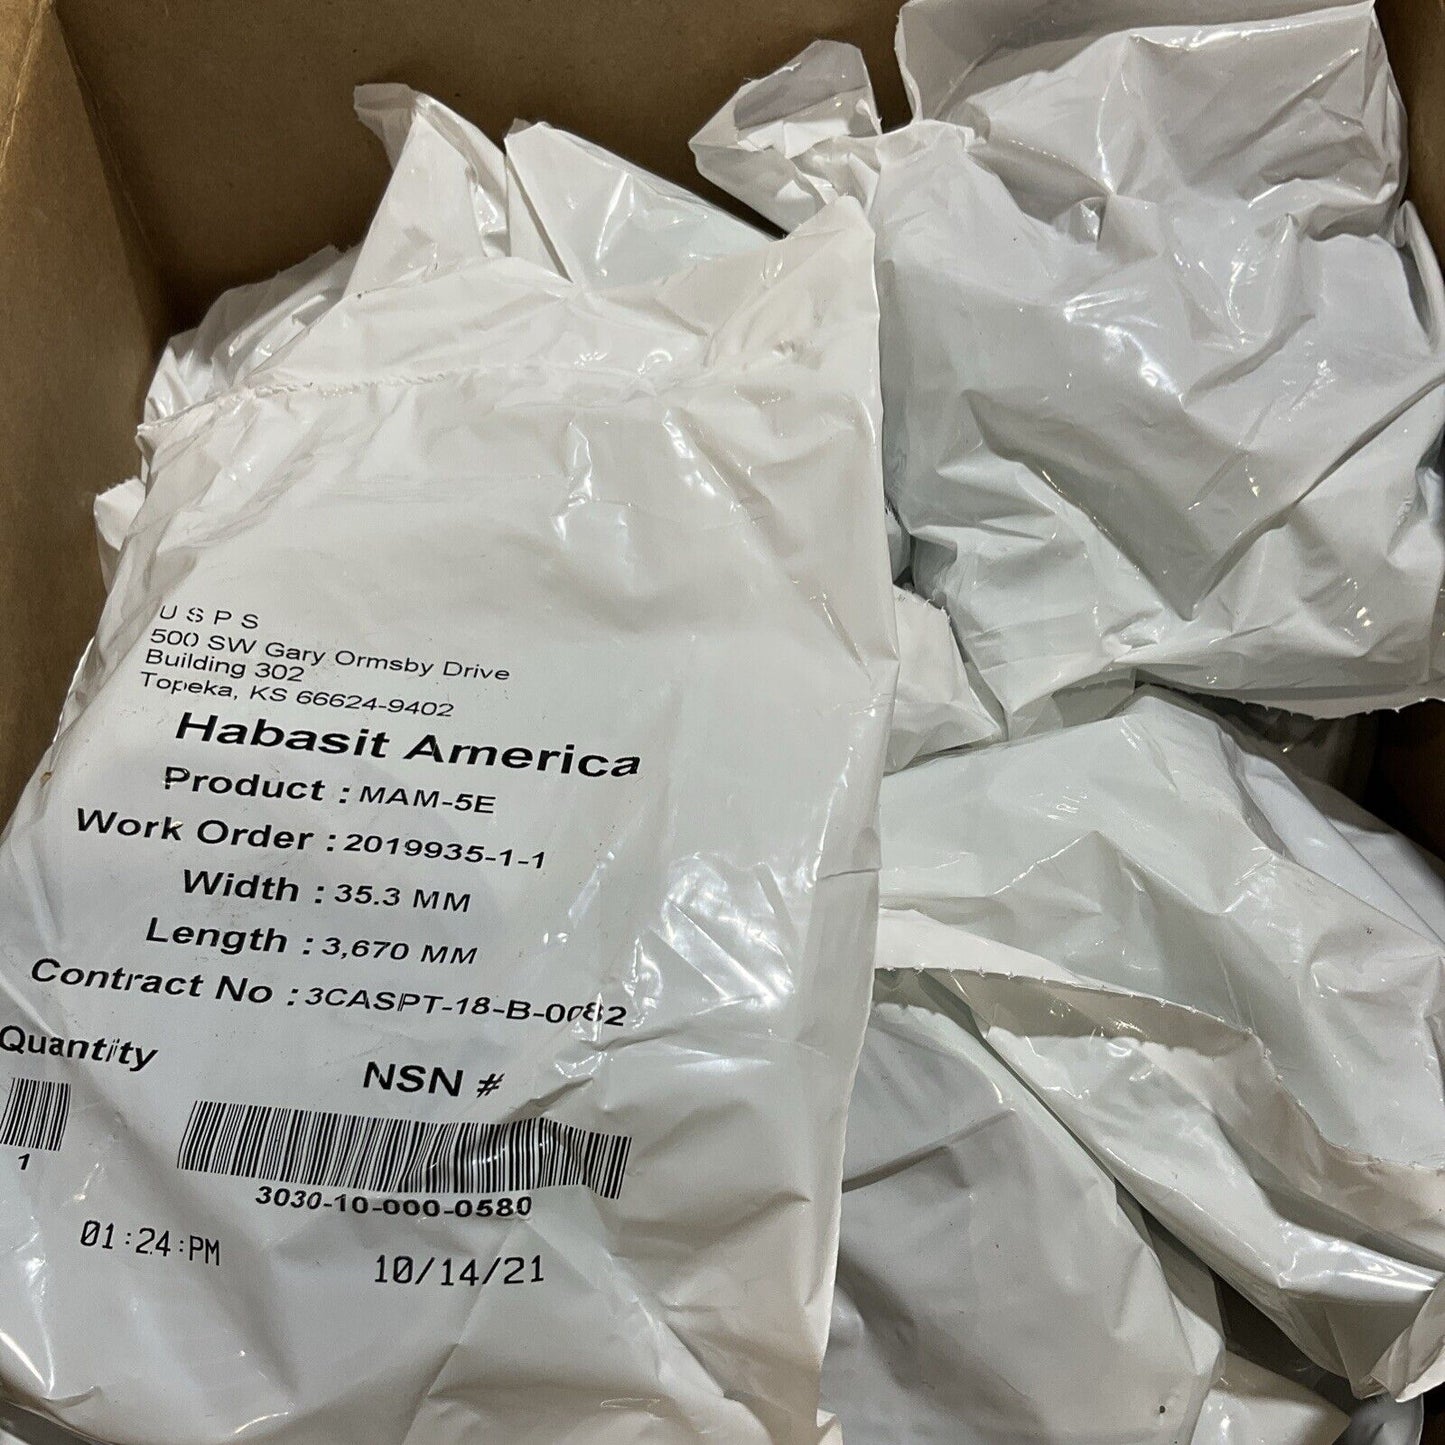 U S P S
500 SW Gary Ormsby Drive
Building 302
Topeka, KS 66624-9402
Habasit America
Product : MAM-5E
Work Order : 2019935-1-1
Width : 35.3 MM
Length : 3,670 MM
Contract No : 3CASPT-18-B-0082
Quantity
NSN #
1
3030-10-000-0580
01:24:PM
10/14/21